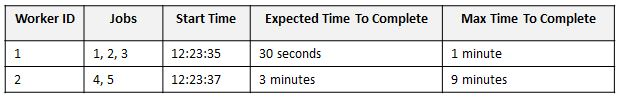 Worker ID Jobs Start Time Expected Time To Complete Max Time To Complete
1 1, 2, 3 12:23:35 30 seconds 1 minute
2 4, 5 12:23:37 3 minutes 9 minutes